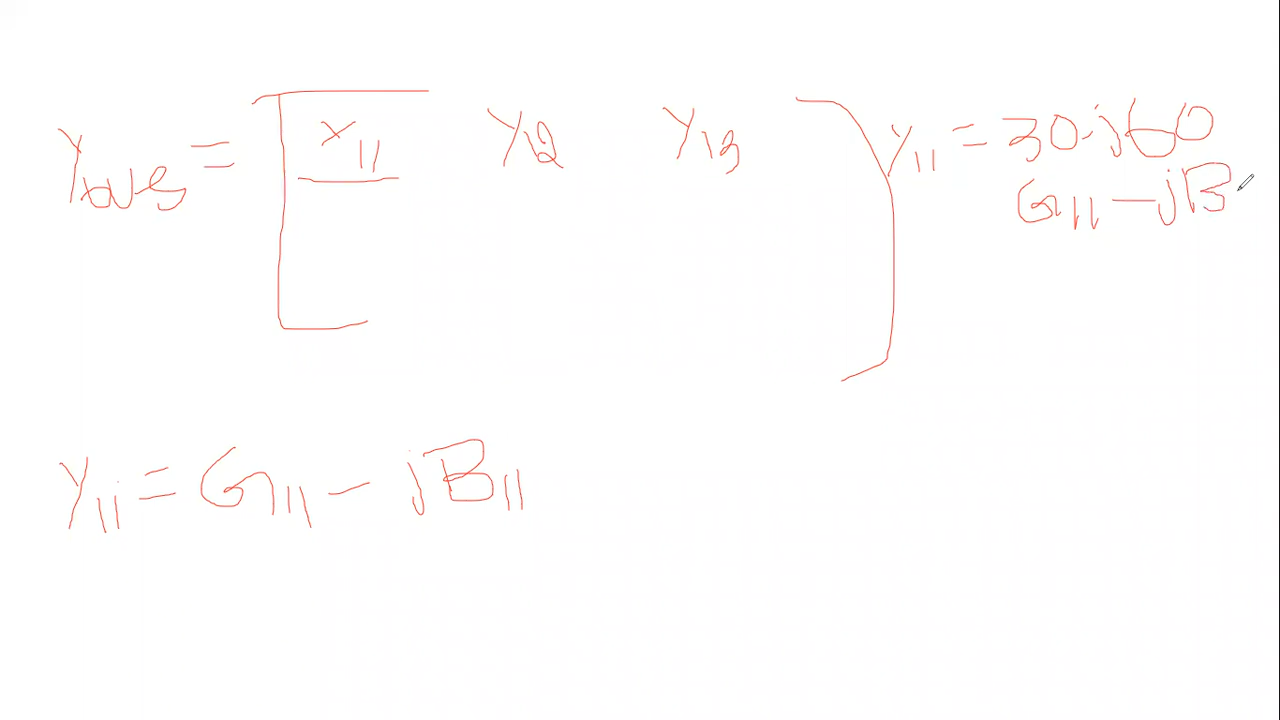 Ybus = [ Y11 Y12 Y13 ) Y11 = 30-j60
G11 - jB
Y11 = G11 - jB11